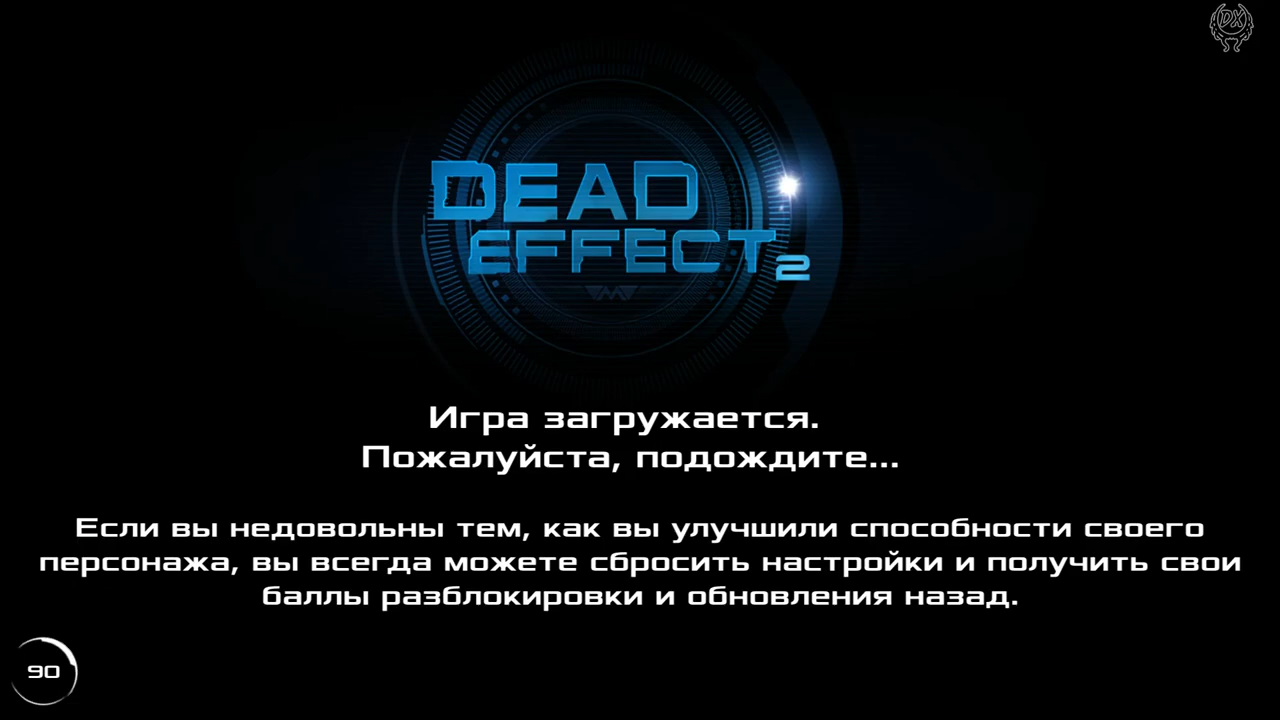 DX
DEAD
EFFECT 2
Игра загружается.
Пожалуйста, подождите...
Если вы недовольны тем, как вы улучшили способности своего
персонажа, вы всегда можете сбросить настройки и получить свои
баллы разблокировки и обновления назад.
90